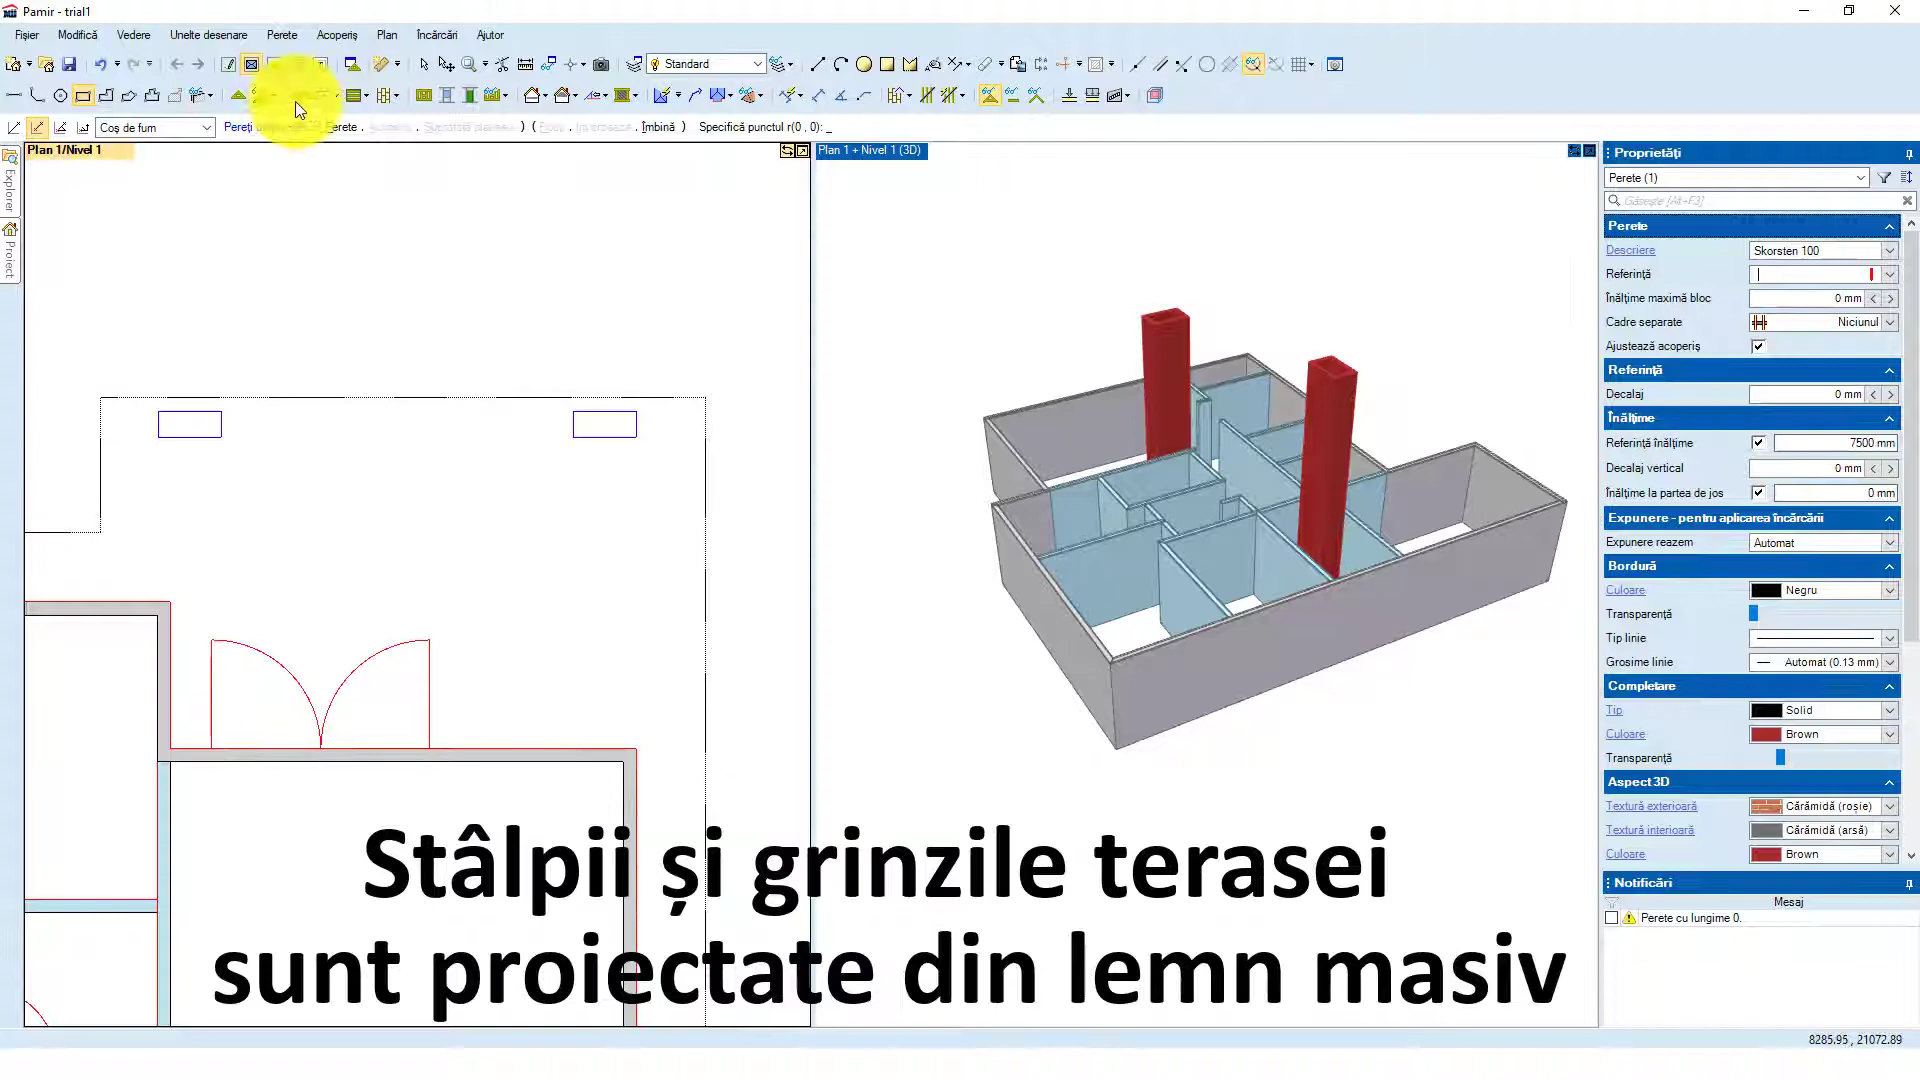 Pamir - trial1
Fișier Modifică Vedere Unelte desenare Perete Acoperiș Plan Încărcări Ajutor
Standard
Coș de fum Pereți Perete . ) ( . . Îmbină ) Specifică punctul r(0 , 0): _
Plan 1/Nivel 1
Plan 1 + Nivel 1 (3D)
Explorer
Project
Proprietăți
Perete (1)
Găsește [Alt+F3]
Perete
Descriere Skorsten 100
Referință
Înălțime maximă bloc 0 mm
Cadre separate Niciunul
Ajustează acoperiș
Referință
Decalaj 0 mm
Înălțime
Referință înălțime 7500 mm
Decalaj vertical 0 mm
Înălțime la partea de jos 0 mm
Expunere - pentru aplicarea încărcării
Expunere reazem Automat
Bordură
Culoare Negru
Transparență
Tip linie
Grosime linie Automat (0.13 mm)
Completare
Tip Solid
Culoare Brown
Transparență
Aspect 3D
Textură exterioară Cărămidă (roșie)
Textură interioară Cărămidă (arsă)
Culoare Brown
Notificări
Mesaj
Perete cu lungime 0.
Stâlpii și grinzile terasei
sunt proiectate din lemn masiv
8285.95 , 21072.89